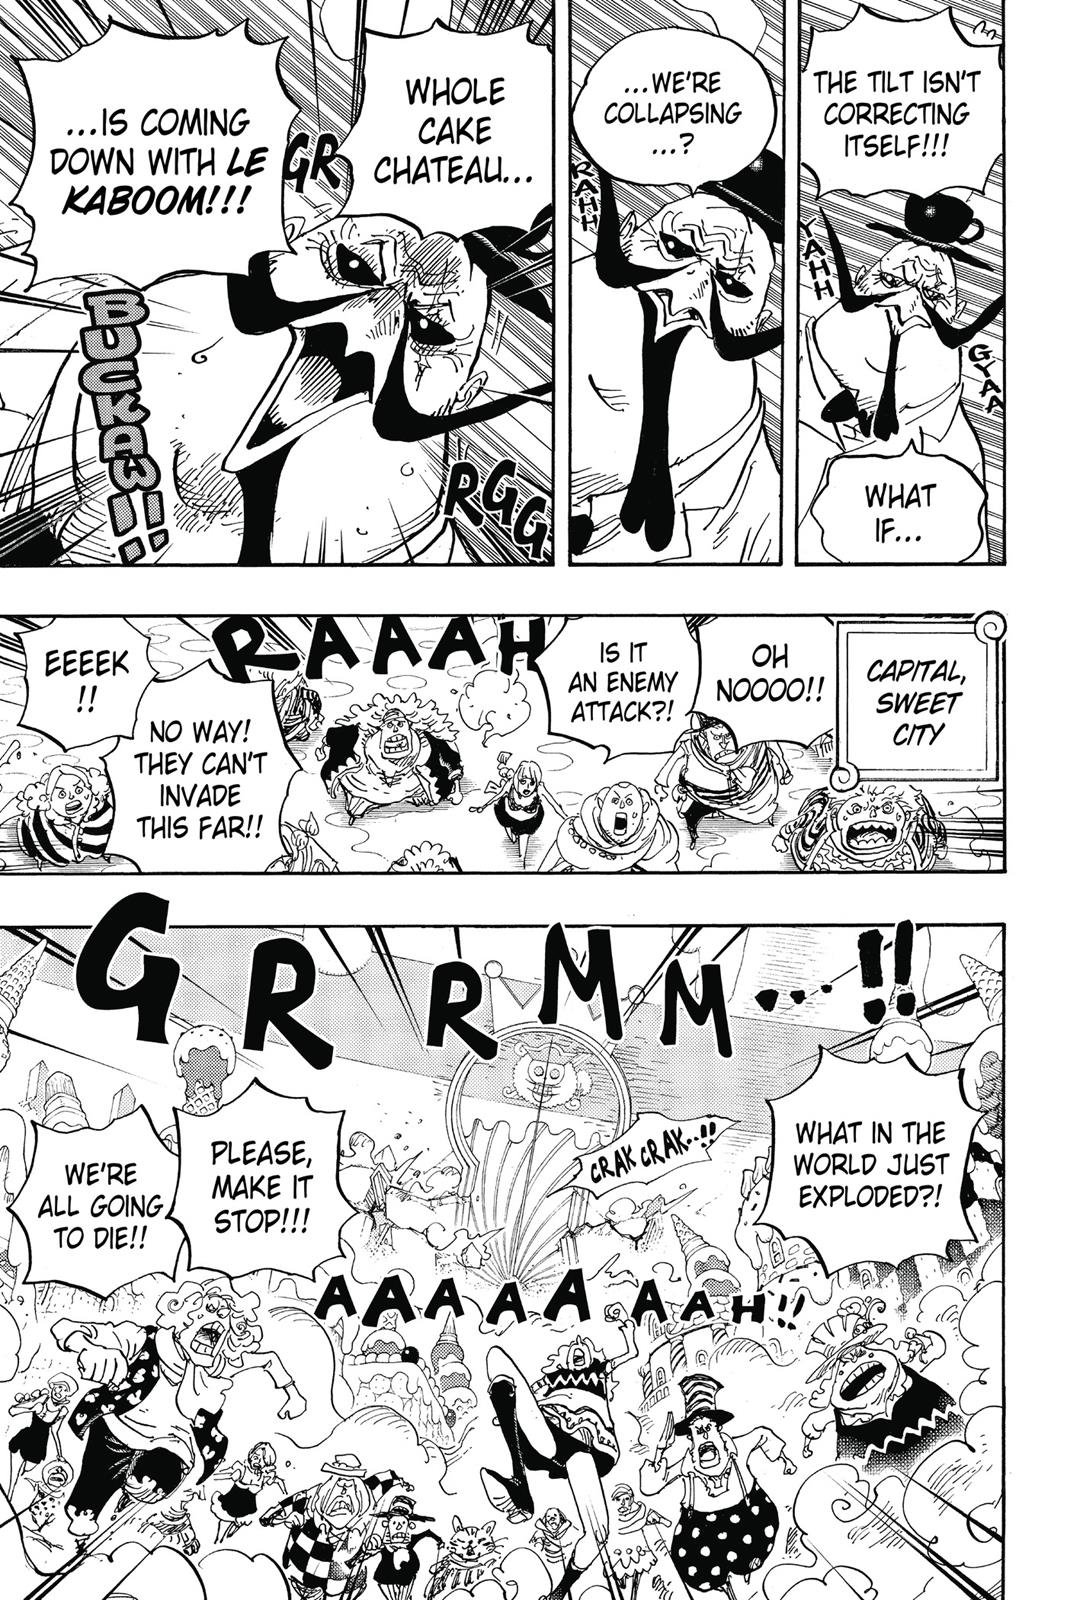 THE TILT ISN'T
CORRECTING
ITSELF!!!
YAHH
GYAA
WHAT
IF...
...WE'RE
COLLAPSING
...?
RAHH
WHOLE
CAKE
CHATEAU...
GR
...IS COMING
DOWN WITH LE
KABOOM!!!
BUCKAW!!
RGGG
CAPITAL,
SWEET
CITY
OH
NOOOO!!
IS IT
AN ENEMY
ATTACK?!
RAAAAH
NO WAY!
THEY CAN'T
INVADE
THIS FAR!!
EEEEK
!!
GRRMM...!!
WHAT IN THE
WORLD JUST
EXPLODED?!
CRAK CRAK..!!
PLEASE,
MAKE IT
STOP!!!
WE'RE
ALL GOING
TO DIE!!
AAAAAAAH!!